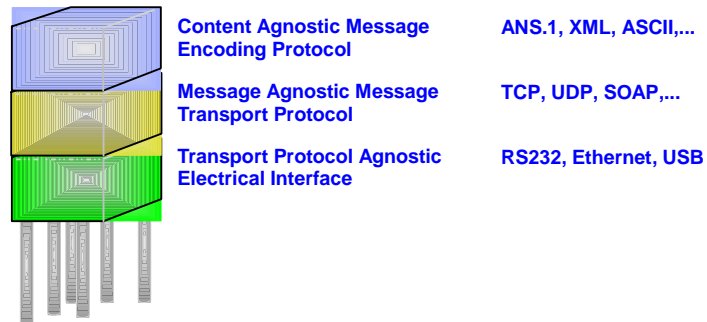 Content Agnostic Message
Encoding Protocol
ANS.1, XML, ASCII,...
Message Agnostic Message
Transport Protocol
TCP, UDP, SOAP,...
Transport Protocol Agnostic
Electrical Interface
RS232, Ethernet, USB